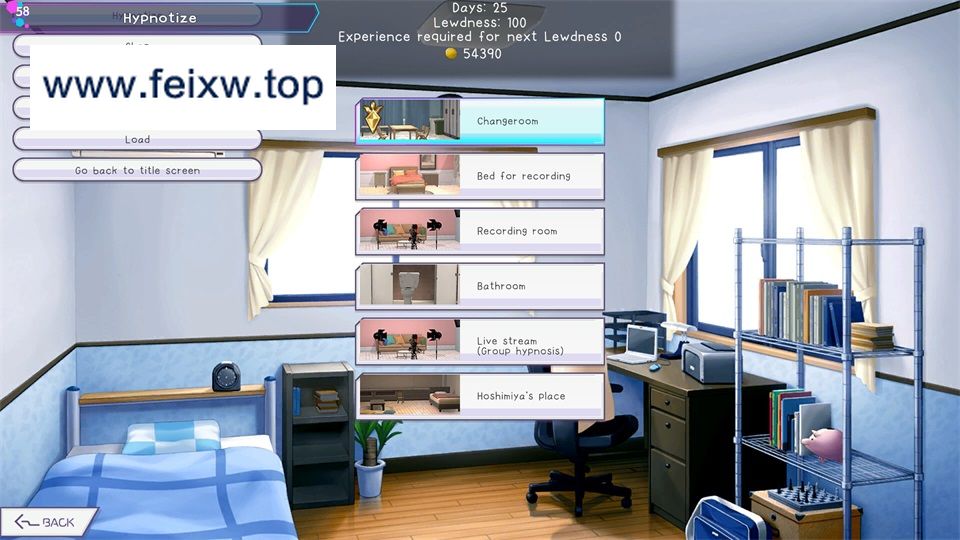 58
Hypnotize
www.feixw.top
Load
Go back to title screen
Days: 25
Lewdness: 100
Experience required for next Lewdness 0
54390
Changeroom
Bed for recording
Recording room
Bathroom
Live stream
(Group hypnosis)
Hoshimiya's place
BACK